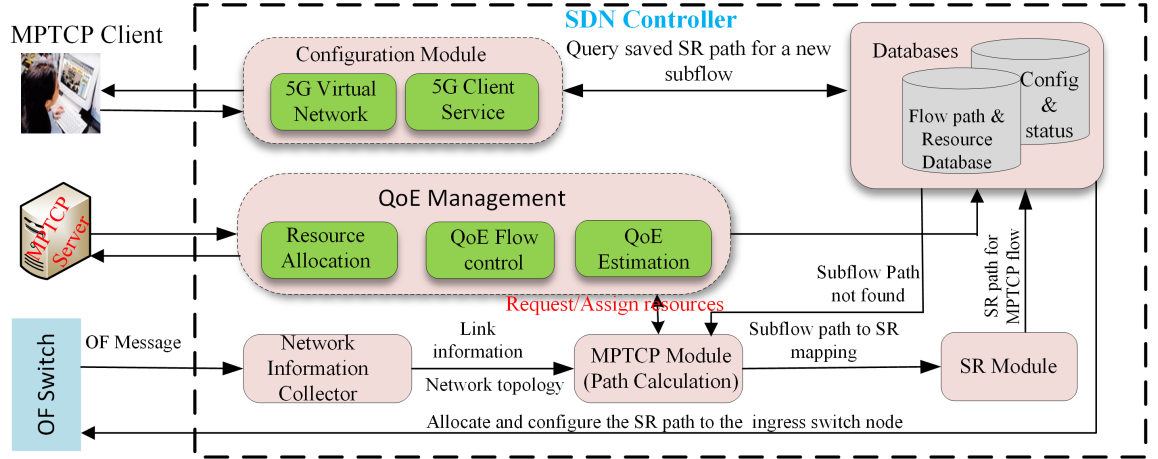 SDN Controller
MPTCP Client
Configuration Module
5G Virtual
Network
5G Client
Service
Query saved SR path for a new
subflow
Databases
Config
&
status
Flow path &
Resource
Database
MPTCP
Server
QoE Management
Resource
Allocation
QoE Flow
control
QoE
Estimation
Request/Assign resources
Subflow Path
not found
SR path for
MPTCP flow
OF Switch
OF Message
Network
Information
Collector
Link
information
Network topology
MPTCP Module
(Path Calculation)
Subflow path to SR
mapping
SR Module
Allocate and configure the SR path to the ingress switch node